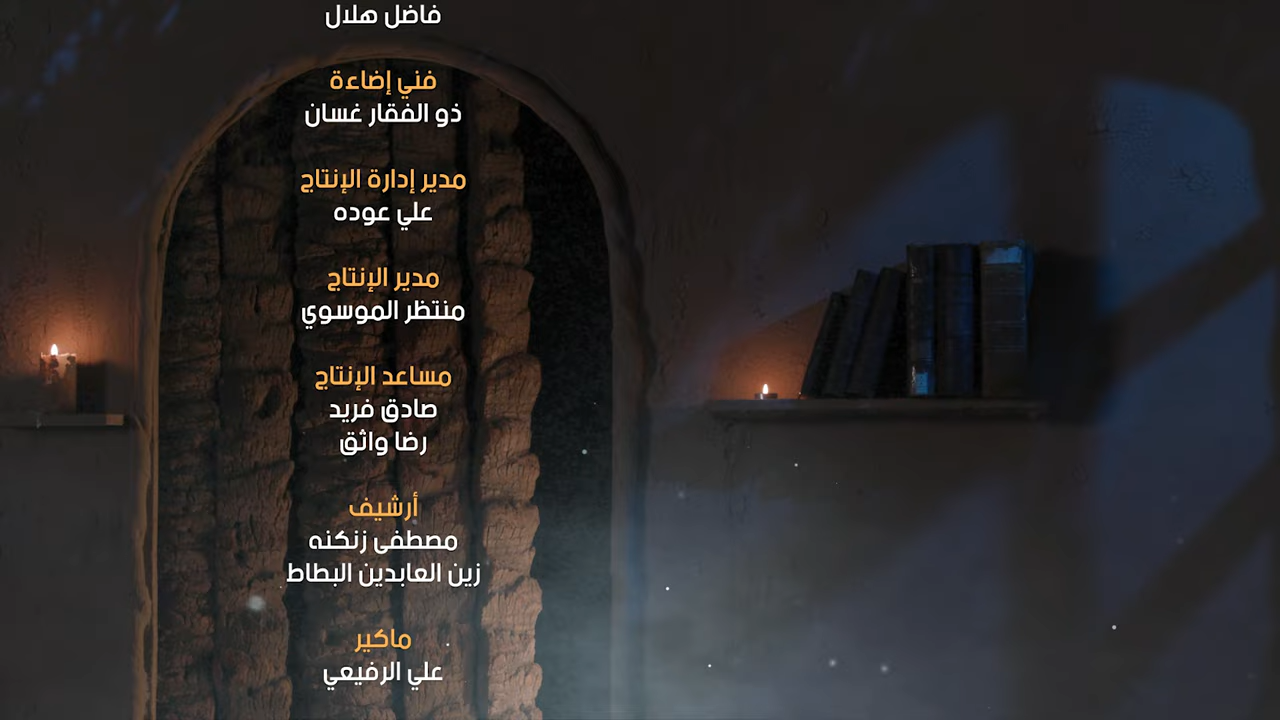 فاضل هلال
فني إضاءة
ذو الفقار غسان
مدير إدارة الإنتاج
علي عوده
مدير الإنتاج
منتظر الموسوي
مساعد الإنتاج
صادق فريد
رضا واثق
أرشيف
مصطفى زنكنه
زين العابدين البطاط
ماكير
علي الرفيعي